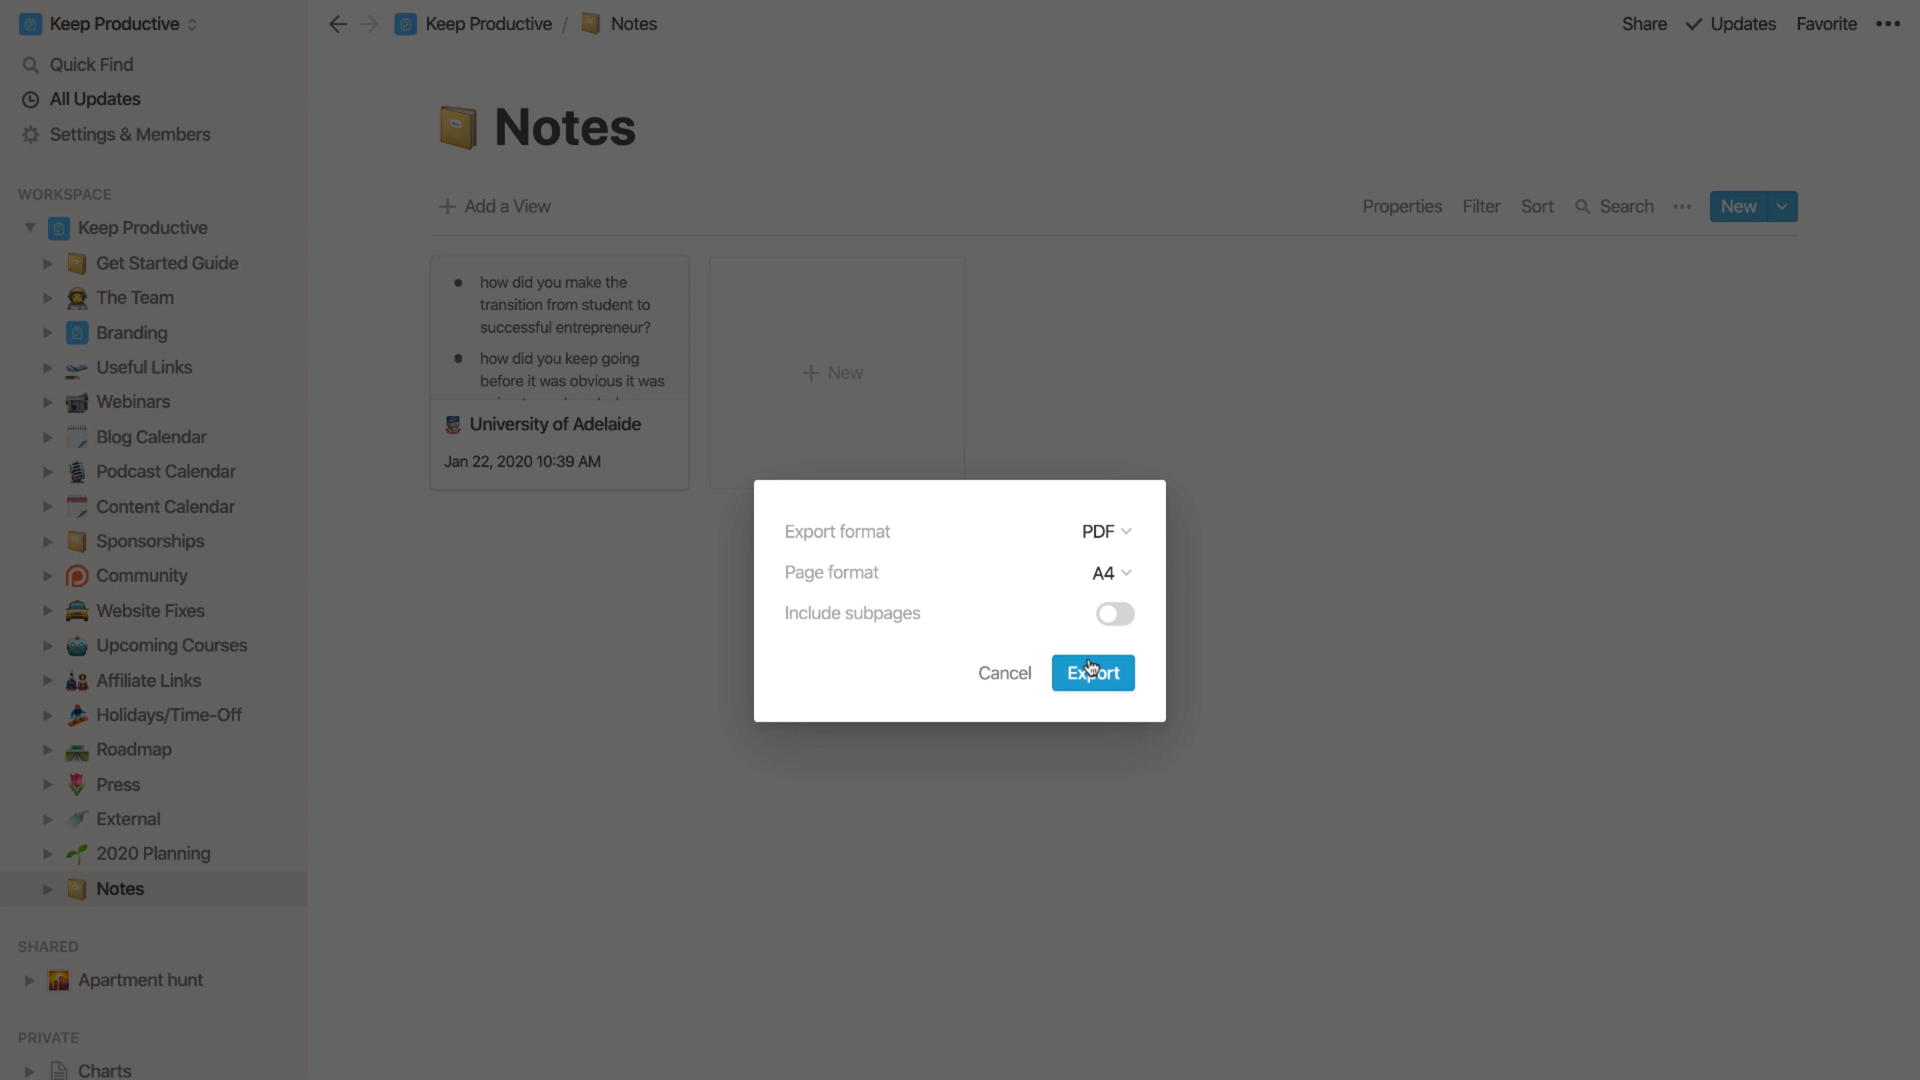 Keep Productive
Quick Find
All Updates
Settings & Members
WORKSPACE
Keep Productive
Get Started Guide
The Team
Branding
Useful Links
Webinars
Blog Calendar
Podcast Calendar
Content Calendar
Sponsorships
Community
Website Fixes
Upcoming Courses
Affiliate Links
Holidays/Time-Off
Roadmap
Press
External
2020 Planning
Notes
SHARED
Apartment hunt
PRIVATE
Charts
Keep Productive / Notes
Share Updates Favorite
Notes
Add a View
Properties Filter Sort Search New
how did you make the
transition from student to
successful entrepreneur?
how did you keep going
before it was obvious it was
University of Adelaide
Jan 22, 2020 10:39 AM
New
Export format PDF
Page format A4
Include subpages
Cancel Export